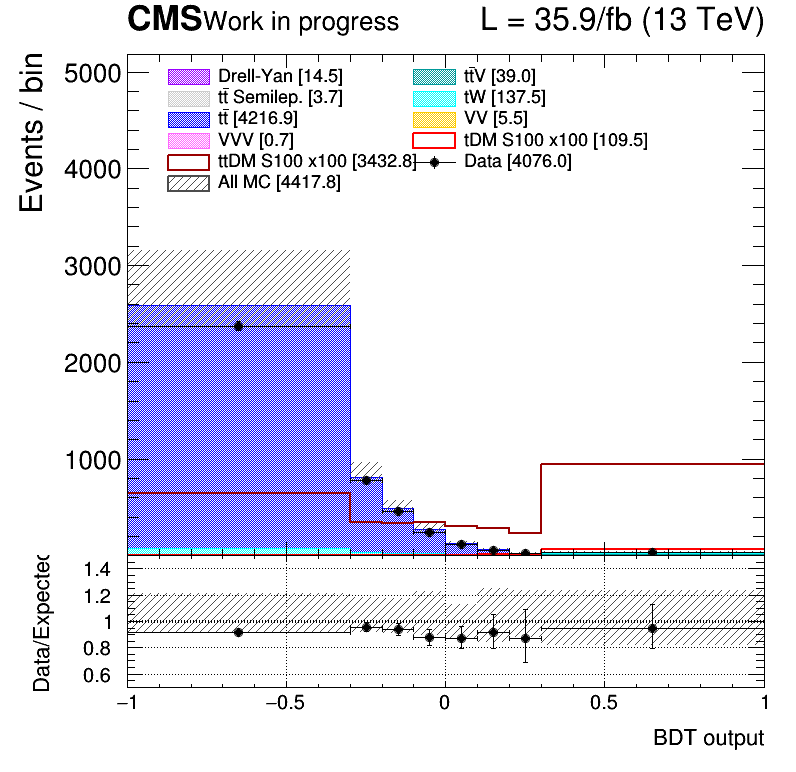 CMS Work in progress L = 35.9/fb (13 TeV)
Events / bin
5000
4000
3000
2000
1000
Drell-Yan [14.5]
tt̄ Semilep. [3.7]
tt̄ [4216.9]
VVV [0.7]
ttDM S100 x100 [3432.8]
All MC [4417.8]
tt̄V [39.0]
tW [137.5]
VV [5.5]
tDM S100 x100 [109.5]
Data [4076.0]
Data/Expected
1.4
1.2
1
0.8
0.6
−1 −0.5 0 0.5 1
BDT output